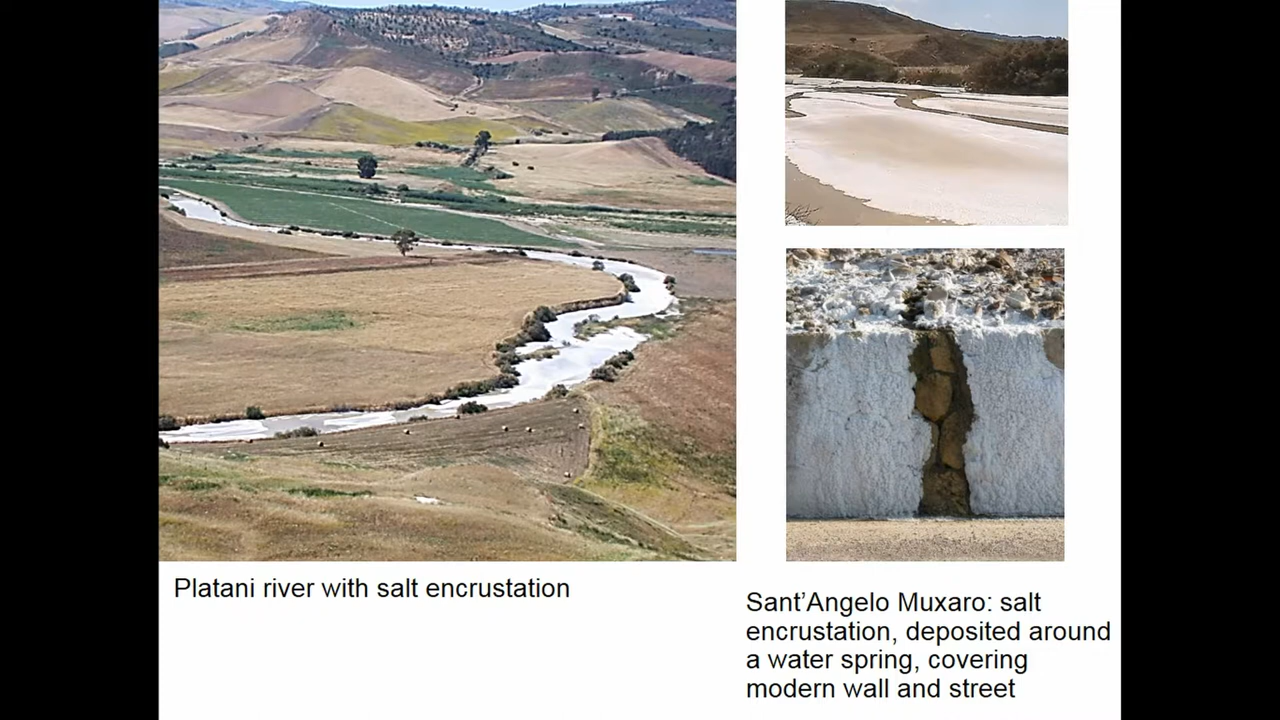 Platani river with salt encrustation
Sant’Angelo Muxaro: salt
encrustation, deposited around
a water spring, covering
modern wall and street